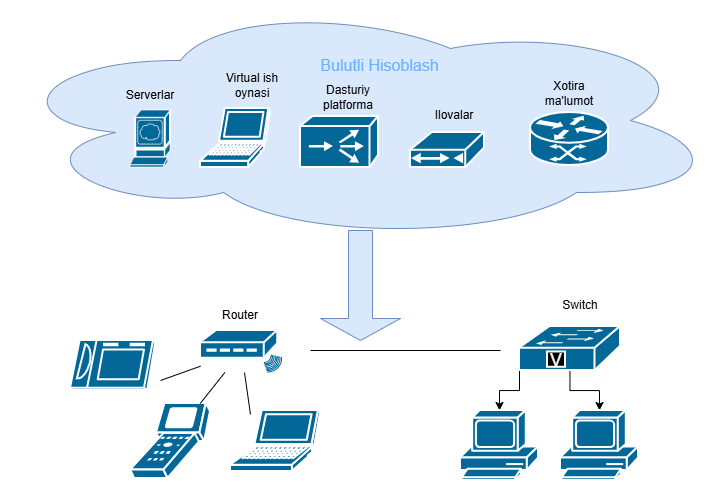 Bulutli Hisoblash
Serverlar
Virtual ish
oynasi
Dasturiy
platforma
Ilovalar
Xotira
ma'lumot
Router
Switch
V